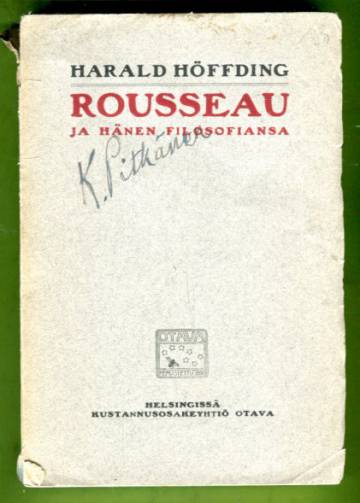 HARALD HÖFFDING
ROUSSEAU
JA HÄNEN FILOSOFIANSA
K. Pitkänen
OTAVA
HELSINGISSÄ
KUSTANNUSOSAKEYHTIÖ OTAVA